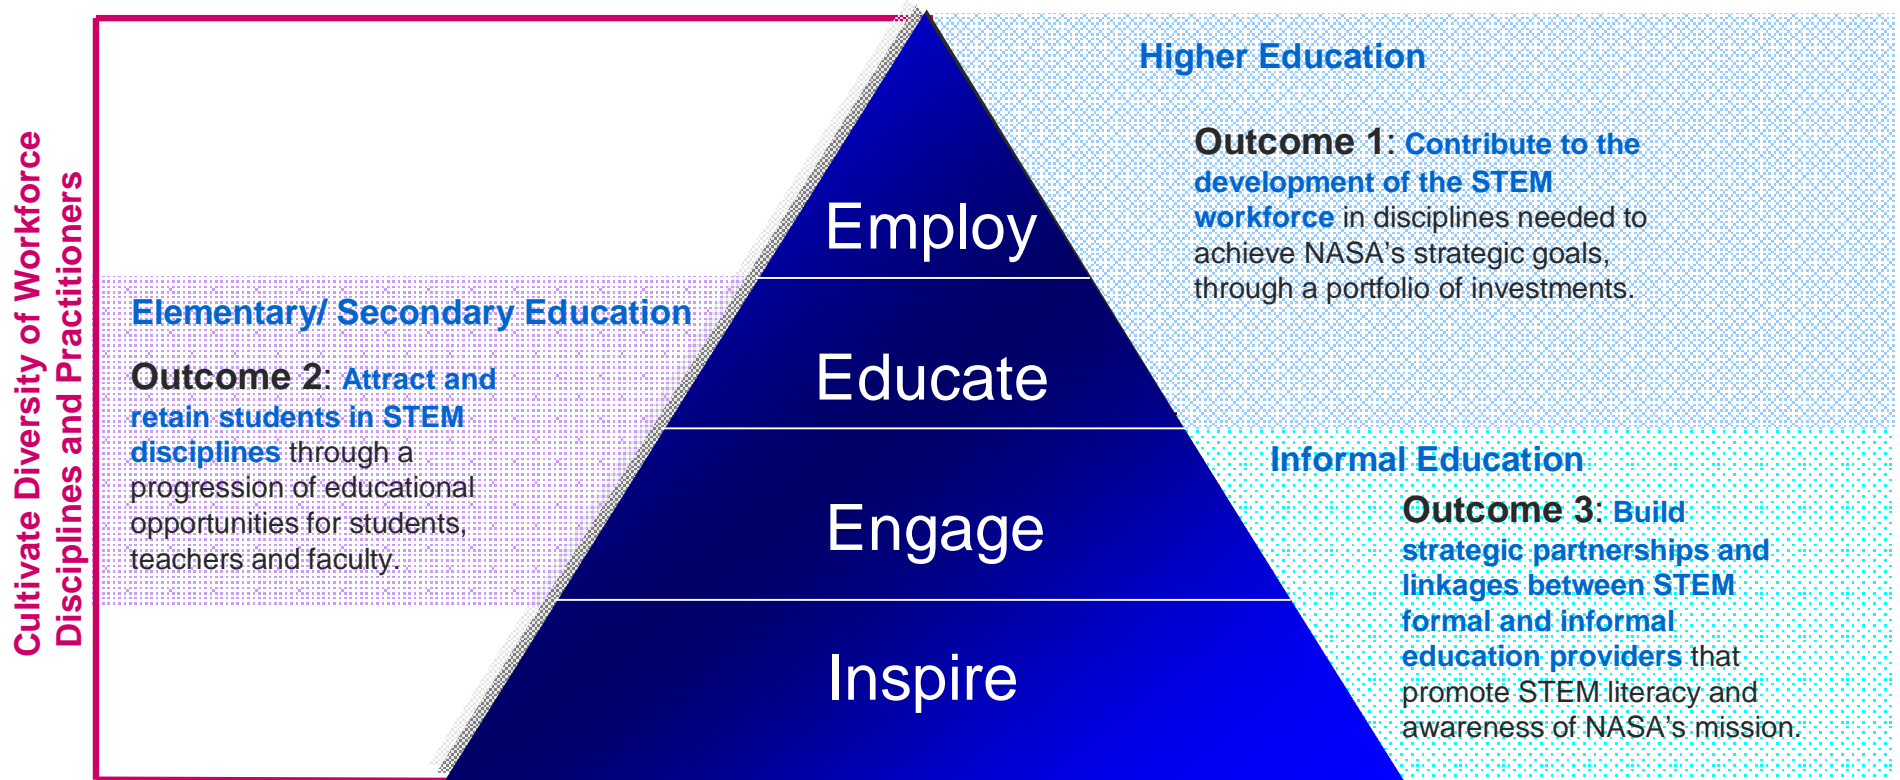 Cultivate Diversity of Workforce
Disciplines and Practitioners
Higher Education
Outcome 1: Contribute to the
development of the STEM
workforce in disciplines needed to
achieve NASA's strategic goals,
through a portfolio of investments.
Elementary/ Secondary Education
Outcome 2: Attract and
retain students in STEM
disciplines through a
progression of educational
opportunities for students,
teachers and faculty.
Employ
Educate
Engage
Inspire
Informal Education
Outcome 3: Build
strategic partnerships and
linkages between STEM
formal and informal
education providers that
promote STEM literacy and
awareness of NASA's mission.